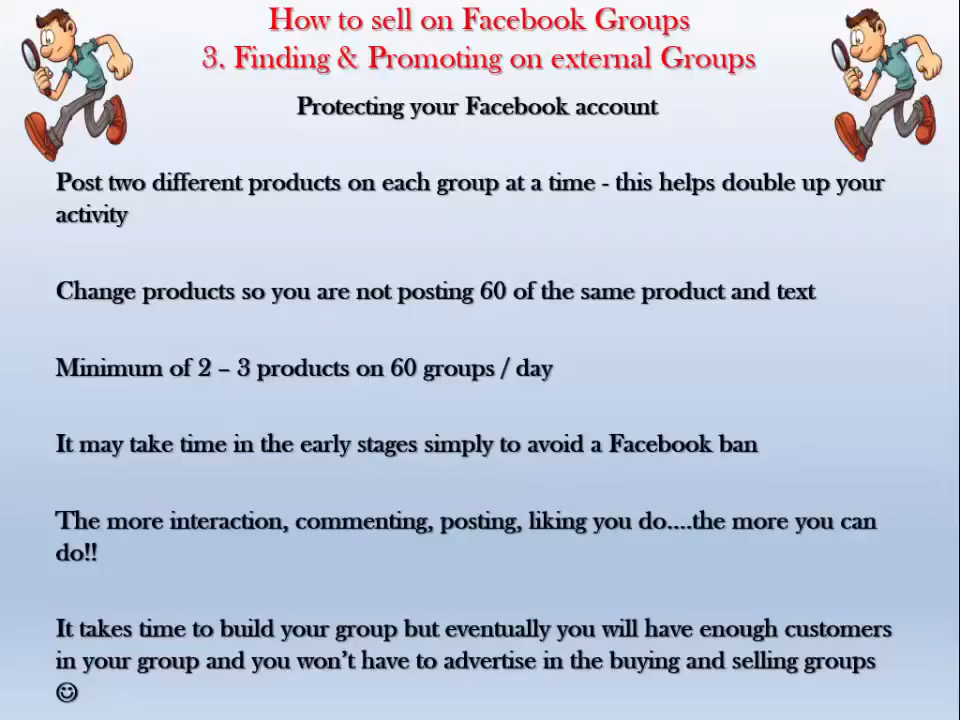 How to sell on Facebook Groups
3. Finding & Promoting on external Groups
Protecting your Facebook account
Post two different products on each group at a time - this helps double up your
activity
Change products so you are not posting 60 of the same product and text
Minimum of 2 – 3 products on 60 groups / day
It may take time in the early stages simply to avoid a Facebook ban
The more interaction, commenting, posting, liking you do....the more you can
do!!
It takes time to build your group but eventually you will have enough customers
in your group and you won't have to advertise in the buying and selling groups
☺